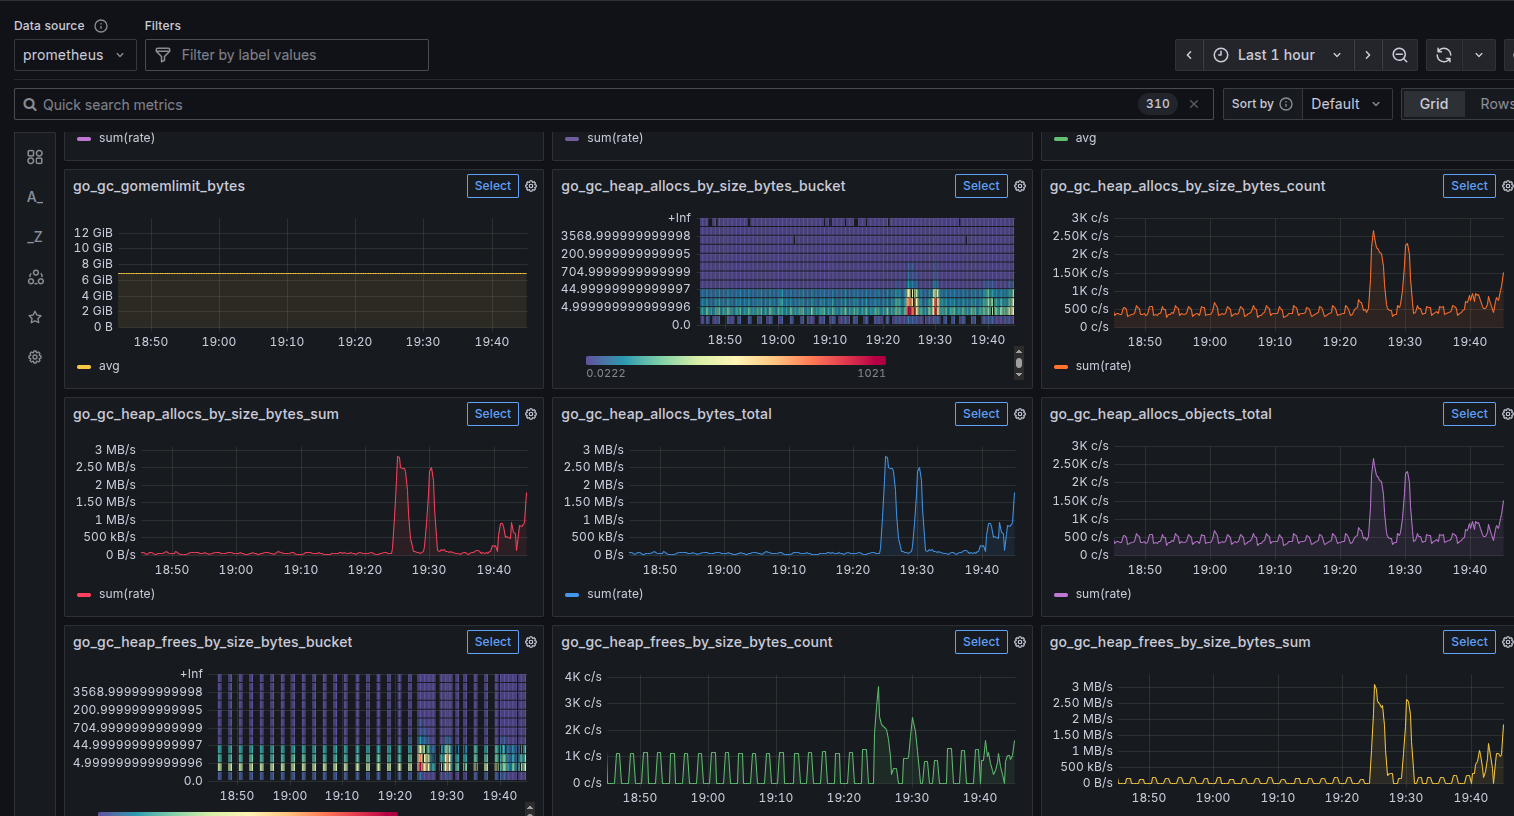 Data source Filters
prometheus Filter by label values Last 1 hour
Quick search metrics 310 Sort by Default Grid Rows
sum(rate) sum(rate) avg
A_
_Z
go_gc_gomemlimit_bytes Select
12 GiB
10 GiB
8 GiB
6 GiB
4 GiB
2 GiB
0 B
18:50 19:00 19:10 19:20 19:30 19:40
avg
go_gc_heap_allocs_by_size_bytes_bucket Select
+Inf
3568.999999999998
200.9999999999995
704.9999999999999
44.99999999999997
4.999999999999996
0.0
18:50 19:00 19:10 19:20 19:30 19:40
0.0222 1021
go_gc_heap_allocs_by_size_bytes_count Select
3K c/s
2.50K c/s
2K c/s
1.50K c/s
1K c/s
500 c/s
0 c/s
18:50 19:00 19:10 19:20 19:30 19:40
sum(rate)
go_gc_heap_allocs_by_size_bytes_sum Select
3 MB/s
2.50 MB/s
2 MB/s
1.50 MB/s
1 MB/s
500 kB/s
0 B/s
18:50 19:00 19:10 19:20 19:30 19:40
sum(rate)
go_gc_heap_allocs_bytes_total Select
3 MB/s
2.50 MB/s
2 MB/s
1.50 MB/s
1 MB/s
500 kB/s
0 B/s
18:50 19:00 19:10 19:20 19:30 19:40
sum(rate)
go_gc_heap_allocs_objects_total Select
3K c/s
2.50K c/s
2K c/s
1.50K c/s
1K c/s
500 c/s
0 c/s
18:50 19:00 19:10 19:20 19:30 19:40
sum(rate)
go_gc_heap_frees_by_size_bytes_bucket Select
+Inf
3568.999999999998
200.9999999999995
704.9999999999999
44.99999999999997
4.999999999999996
0.0
18:50 19:00 19:10 19:20 19:30 19:40
go_gc_heap_frees_by_size_bytes_count Select
4K c/s
3K c/s
2K c/s
1K c/s
0 c/s
18:50 19:00 19:10 19:20 19:30 19:40
go_gc_heap_frees_by_size_bytes_sum Select
3 MB/s
2.50 MB/s
2 MB/s
1.50 MB/s
1 MB/s
500 kB/s
0 B/s
18:50 19:00 19:10 19:20 19:30 19:40